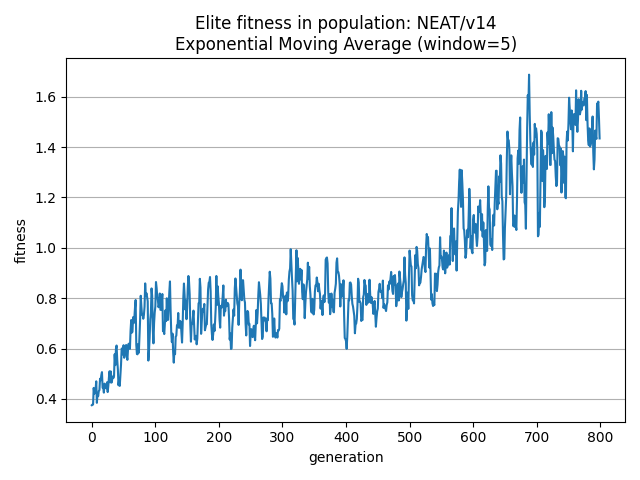 Elite fitness in population: NEAT/v14
Exponential Moving Average (window=5)
fitness
1.6
1.4
1.2
1.0
0.8
0.6
0.4
0 100 200 300 400 500 600 700 800
generation